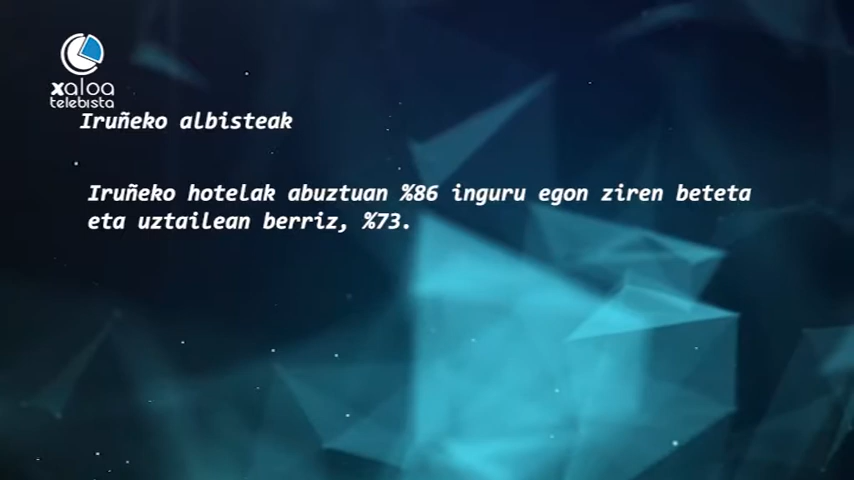 xaloa
telebista
Iruñeko albisteak
Iruñeko hotelak abuztuan %86 inguru egon ziren beteta
eta uztailean berriz, %73.